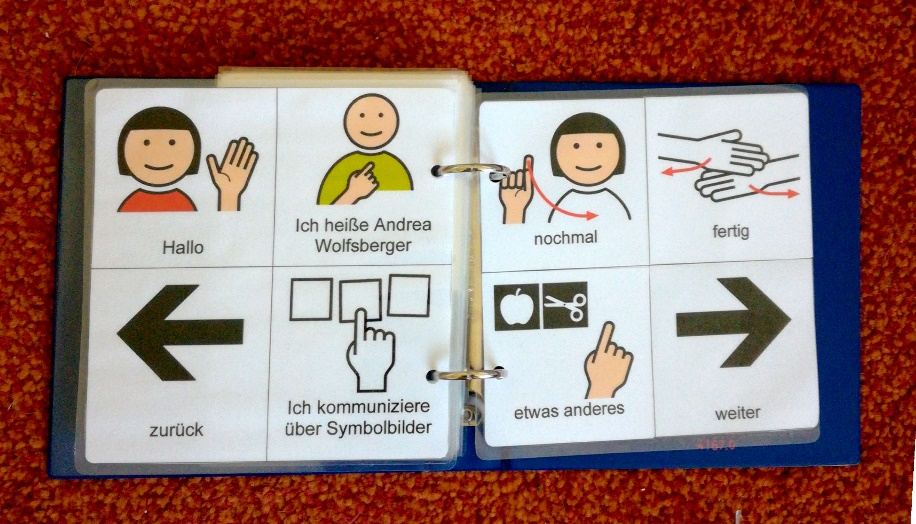 Hallo
Ich heiße Andrea
Wolfsberger
zurück
Ich kommuniziere
über Symbolbilder
nochmal
fertig
etwas anderes
weiter